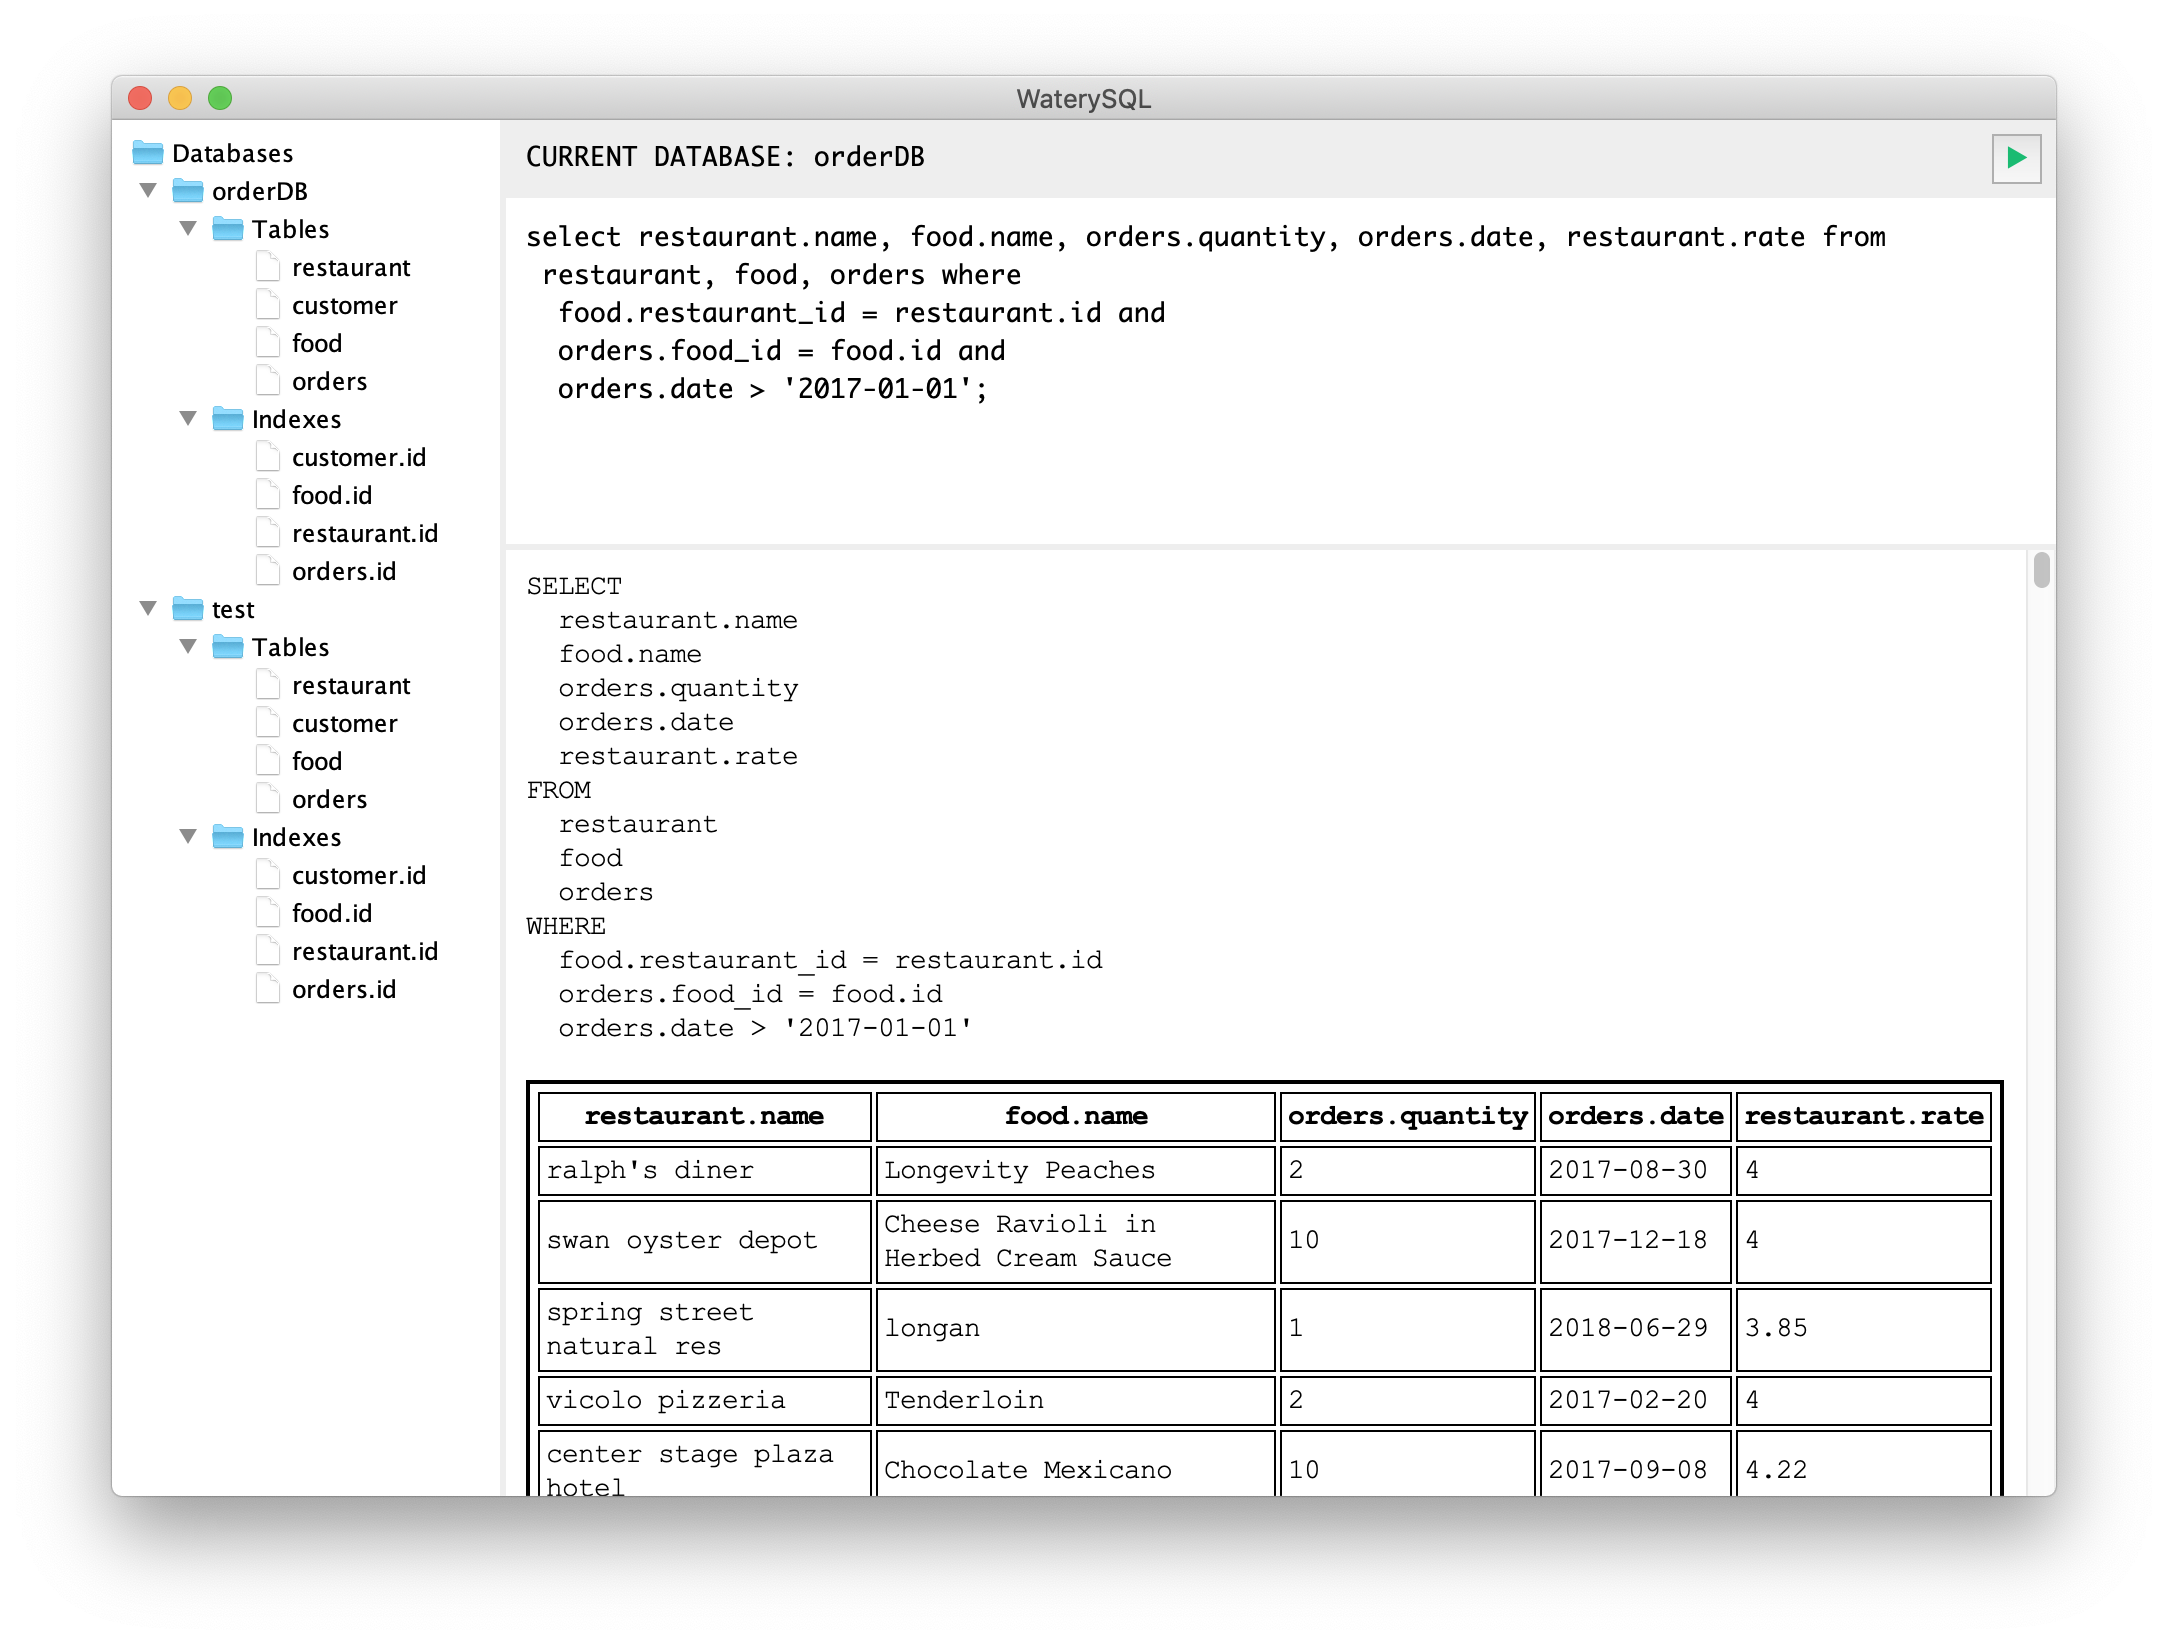 WaterySQL
Databases
orderDB
Tables
restaurant
customer
food
orders
Indexes
customer.id
food.id
restaurant.id
orders.id
test
Tables
restaurant
customer
food
orders
Indexes
customer.id
food.id
restaurant.id
orders.id
CURRENT DATABASE: orderDB
select restaurant.name, food.name, orders.quantity, orders.date, restaurant.rate from
restaurant, food, orders where
food.restaurant_id = restaurant.id and
orders.food_id = food.id and
orders.date > '2017-01-01';
SELECT
restaurant.name
food.name
orders.quantity
orders.date
restaurant.rate
FROM
restaurant
food
orders
WHERE
food.restaurant_id = restaurant.id
orders.food_id = food.id
orders.date > '2017-01-01'
restaurant.name food.name orders.quantity orders.date restaurant.rate
ralph's diner Longevity Peaches 2 2017-08-30 4
swan oyster depot Cheese Ravioli in
Herbed Cream Sauce 10 2017-12-18 4
spring street
natural res longan 1 2018-06-29 3.85
vicolo pizzeria Tenderloin 2 2017-02-20 4
center stage plaza
hotel Chocolate Mexicano 10 2017-09-08 4.22